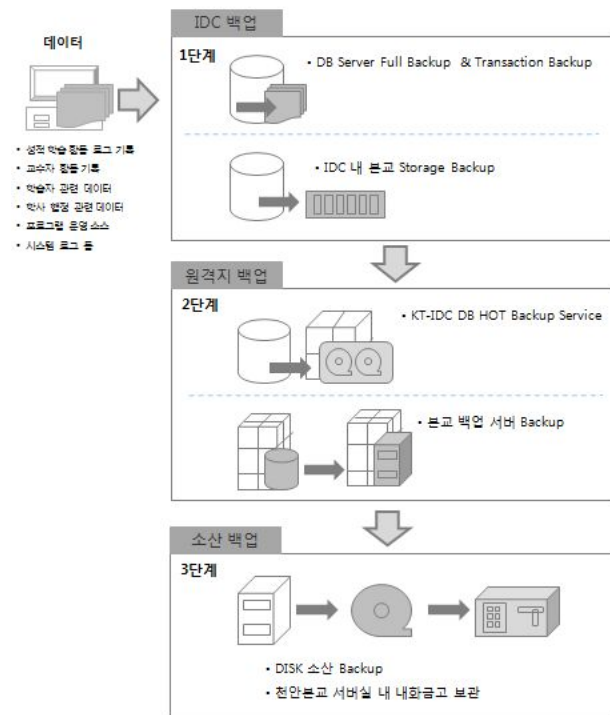 데이터
• 성적 학습 활동 로그 기록
• 교수자 활동 기록
• 학습자 관련 데이터
• 학사 행정 관련 데이터
• 프로그램 운영 소스
• 시스템 로그 등
IDC 백업
1단계
• DB Server Full Backup & Transaction Backup
• IDC 내 본교 Storage Backup
원격지 백업
2단계
• KT-IDC DB HOT Backup Service
• 본교 백업 서버 Backup
소산 백업
3단계
• DISK 소산 Backup
• 천안본교 서버실 내 내화금고 보관